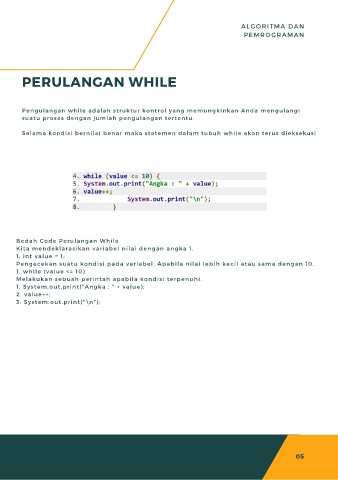 ALGORITMA DAN
PEMROGRAMAN
PERULANGAN WHILE
Pengulangan while adalah struktur kontrol yang memungkinkan Anda mengulangi
suatu proses dengan jumlah pengulangan tertentu.
Selama kondisi bernilai benar maka statemen dalam tubuh while akan terus dieksekusi
4. while (value <= 10) {
5. System.out.print("Angka : " + value);
6. value++;
7. System.out.print("\n");
8. }
Bedah Code Perulangan While
Kita mendeklarasikan variabel nilai dengan angka 1.
1. int value = 1;
Pengecekan suatu kondisi pada variabel. Apabila nilai lebih kecil atau sama dengan 10.
1. while (value <= 10)
Melakukan sebuah perintah apabila kondisi terpenuhi.
1. System.out.print("Angka : " + value);
2. value++;
3. System.out.print("\n");
05